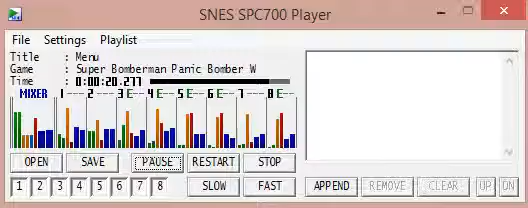 SNES SPC700 Player
File Settings Playlist
Title : Menu
Game : Super Bomberman Panic Bomber W
Time : 0:00:20.277
MIXER 1---- 2---- 3 E--- 4 E--- 5 E--- 6 E--- 7---- 8 E---
OPEN SAVE PAUSE RESTART STOP
1 2 3 4 5 6 7 8 SLOW FAST APPEND REMOVE CLEAR UP DN